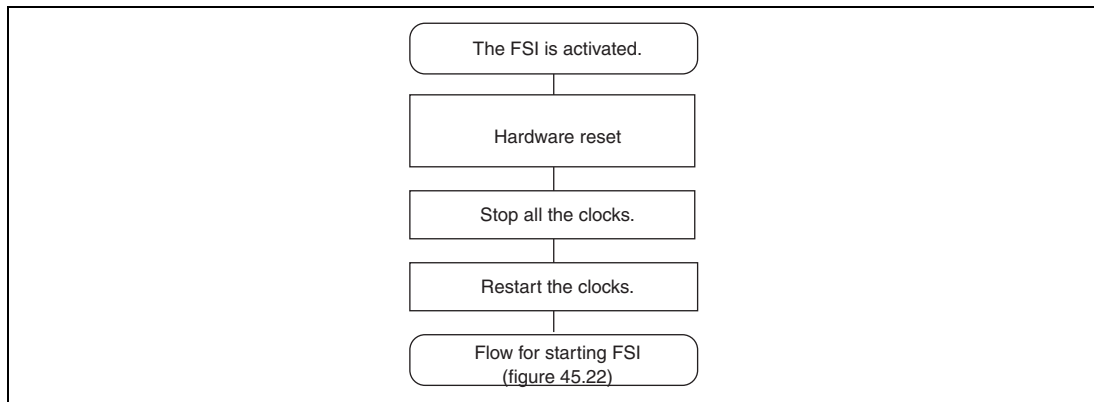 The FSI is activated.
Hardware reset
Stop all the clocks.
Restart the clocks.
Flow for starting FSI
(figure 45.22)